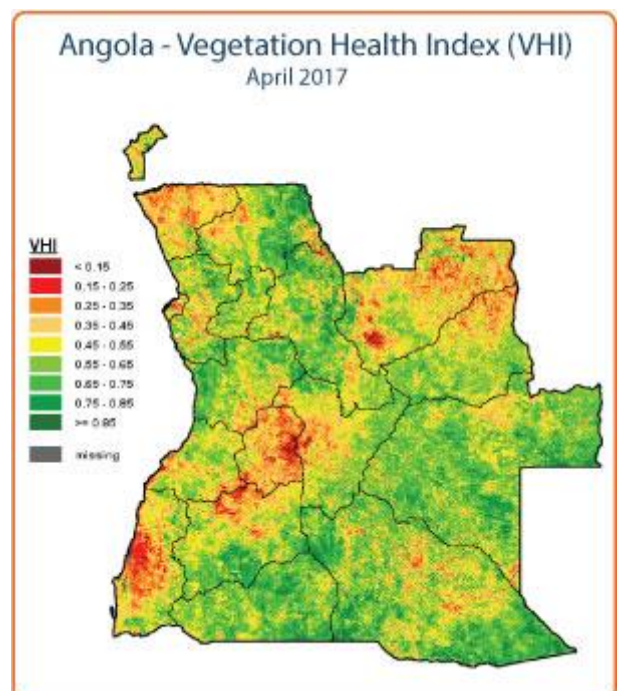 Angola - Vegetation Health Index (VHI)
April 2017
VHI
< 0.15
0.15 - 0.25
0.25 - 0.35
0.35 - 0.45
0.45 - 0.55
0.55 - 0.65
0.65 - 0.75
0.75 - 0.85
>= 0.85
missing